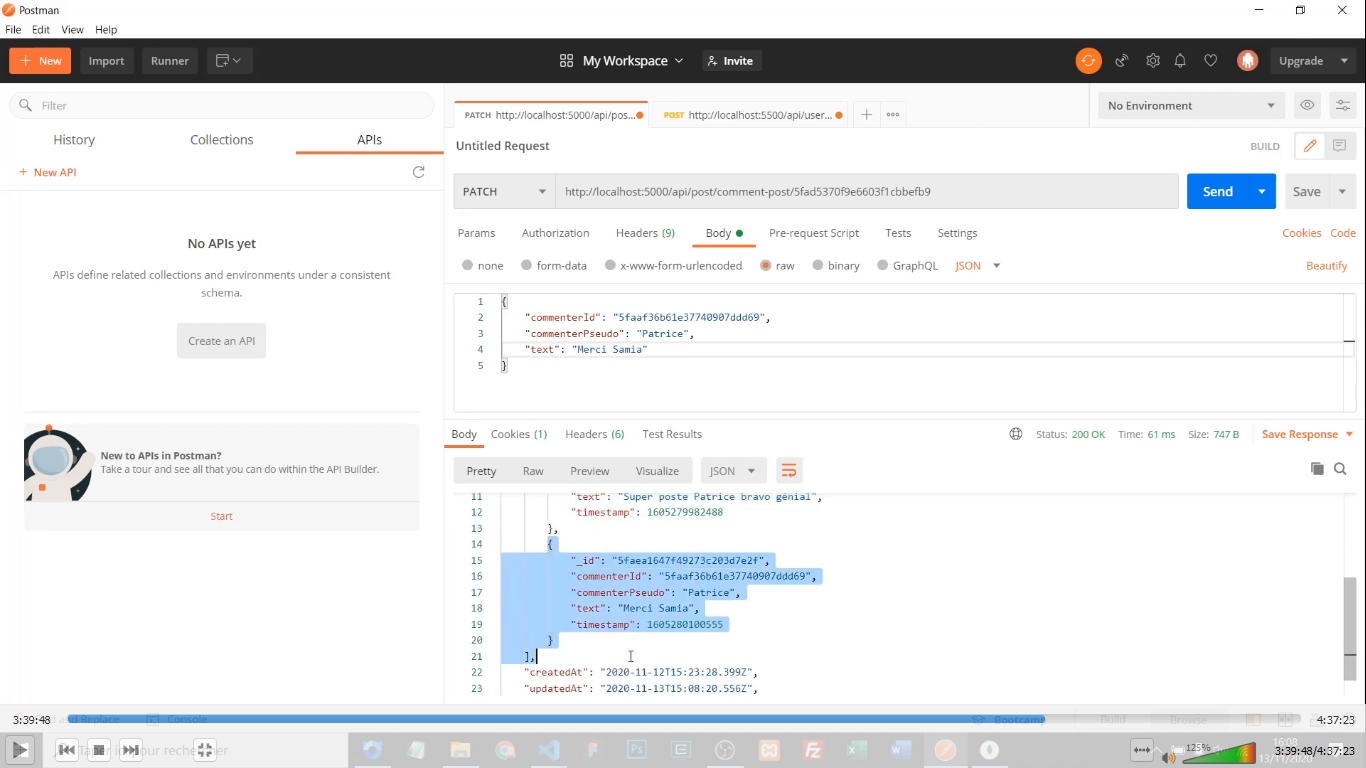 Postman
File Edit View Help
New Import Runner My Workspace Invite Upgrade
Filter
History Collections APIs
+ New API
No APIs yet
APIs define related collections and environments under a consistent
schema.
Create an API
New to APIs in Postman?
Take a tour and see all that you can do within the API Builder.
Start
PATCH http://localhost:5000/api/pos... POST http://localhost:5500/api/user... No Environment
Untitled Request BUILD
PATCH http://localhost:5000/api/post/comment-post/5fad5370f9e6603f1cbbefb9 Send Save
Params Authorization Headers (9) Body Pre-request Script Tests Settings Cookies Code
none form-data x-www-form-urlencoded raw binary GraphQL JSON Beautify
1 {
2 "commenterId": "5faaf36b61e37740907ddd69",
3 "commenterPseudo": "Patrice",
4 "text": "Merci Samia"
5 }
Body Cookies (1) Headers (6) Test Results Status: 200 OK Time: 61 ms Size: 747 B Save Response
Pretty Raw Preview Visualize JSON
11 "text": "Super poste Patrice bravo génial",
12 "timestamp": 1605279982488
13 },
14 {
15 "_id": "5faea1647f49273c203d7e2f",
16 "commenterId": "5faaf36b61e37740907ddd69",
17 "commenterPseudo": "Patrice",
18 "text": "Merci Samia",
19 "timestamp": 1605280100555
20 }
21 ],
22 "createdAt": "2020-11-12T15:23:28.399Z",
23 "updatedAt": "2020-11-13T15:08:20.556Z",
3:39:48 and Replace Console Bootcamp Build Browse 4:37:23
Taper ici pour rechercher 125% 16:08
13/11/2020 3:39:48/4:37:23